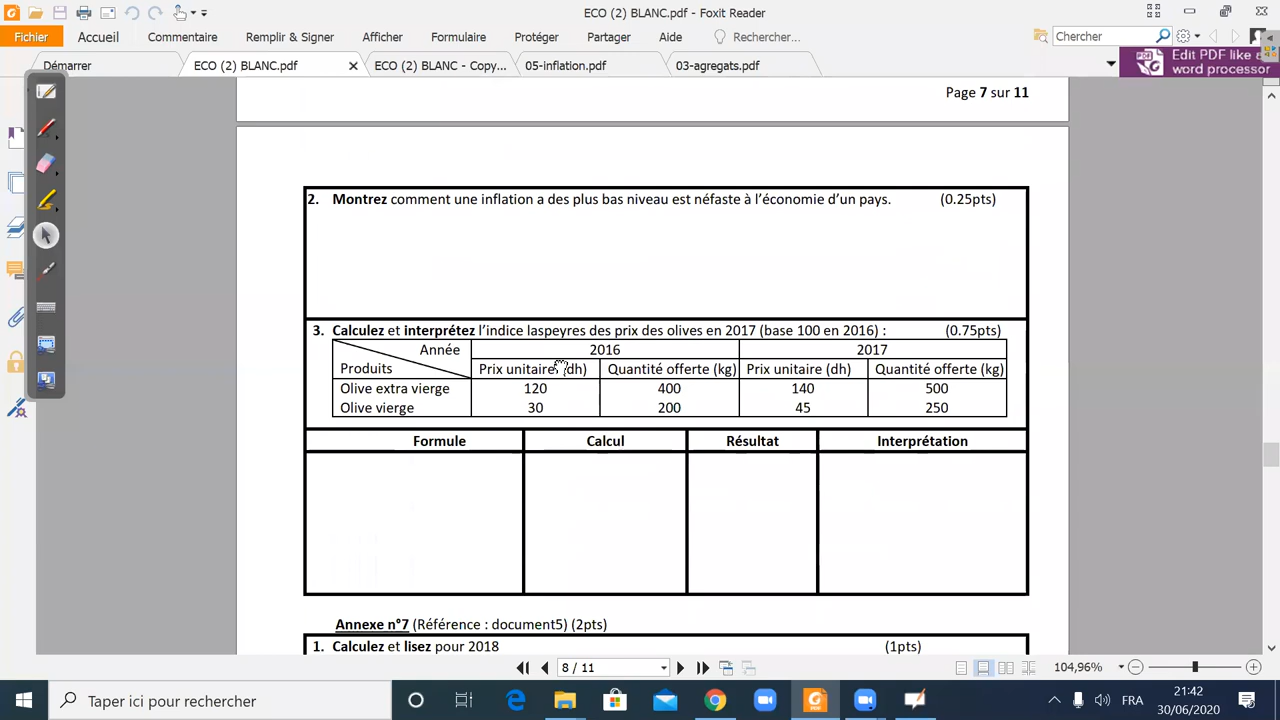 ECO (2) BLANC.pdf - Foxit Reader
Fichier Accueil Commentaire Remplir & Signer Afficher Formulaire Protéger Partager Aide Rechercher... Chercher
Démarrer ECO (2) BLANC.pdf ECO (2) BLANC - Copy... 05-inflation.pdf 03-agregats.pdf
Edit PDF like a
word processor
Page 7 sur 11
2. Montrez comment une inflation a des plus bas niveau est néfaste à l'économie d'un pays. (0.25pts)
3. Calculez et interprétez l'indice laspeyres des prix des olives en 2017 (base 100 en 2016) : (0.75pts)
Année 2016 2017
Produits Prix unitaire (dh) Quantité offerte (kg) Prix unitaire (dh) Quantité offerte (kg)
Olive extra vierge 120 400 140 500
Olive vierge 30 200 45 250
Formule Calcul Résultat Interprétation
Annexe n°7 (Référence : document5) (2pts)
1. Calculez et lisez pour 2018 (1pts)
8 / 11 104,96%
Taper ici pour rechercher FRA 21:42
30/06/2020